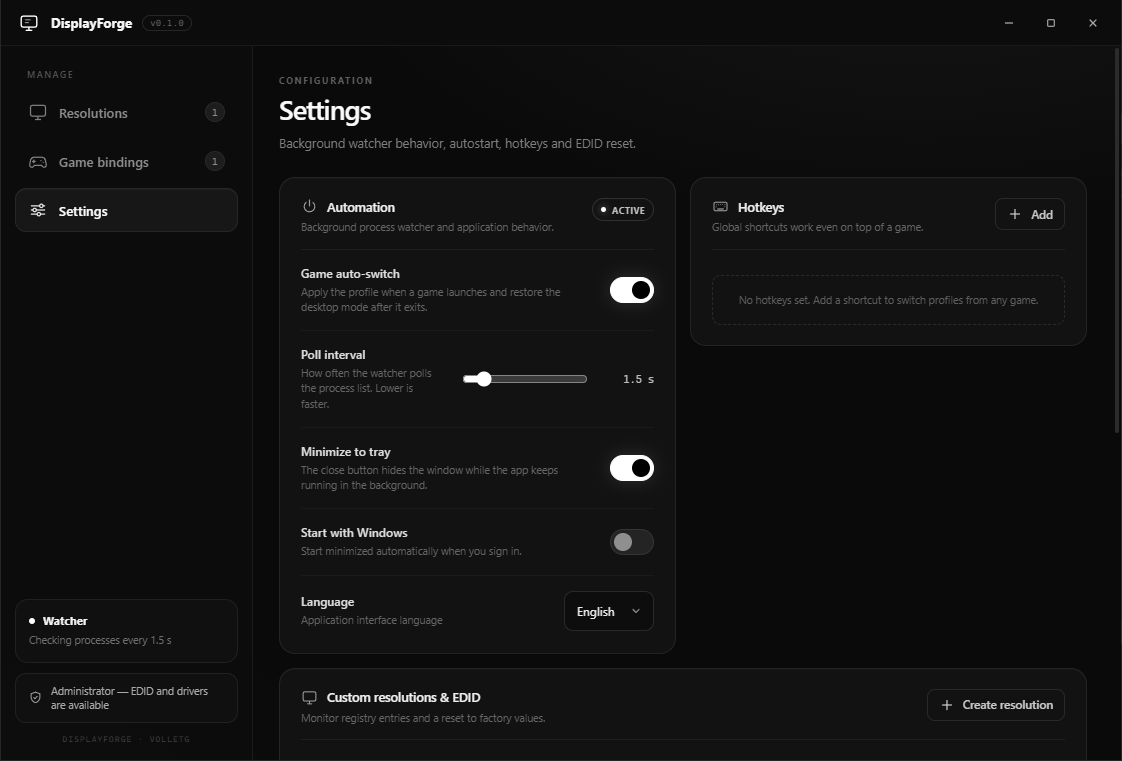 DisplayForge v0.1.0
MANAGE
Resolutions 1
Game bindings 1
Settings
Watcher
Checking processes every 1.5 s
Administrator — EDID and drivers
are available
DISPLAYFORGE · VOLLETG
CONFIGURATION
Settings
Background watcher behavior, autostart, hotkeys and EDID reset.
Automation ACTIVE
Background process watcher and application behavior.
Game auto-switch
Apply the profile when a game launches and restore the
desktop mode after it exits.
Poll interval
How often the watcher polls
the process list. Lower is
faster.
1.5 s
Minimize to tray
The close button hides the window while the app keeps
running in the background.
Start with Windows
Start minimized automatically when you sign in.
Language
Application interface language
English
Hotkeys
Global shortcuts work even on top of a game.
Add
No hotkeys set. Add a shortcut to switch profiles from any game.
Custom resolutions & EDID
Monitor registry entries and a reset to factory values.
Create resolution